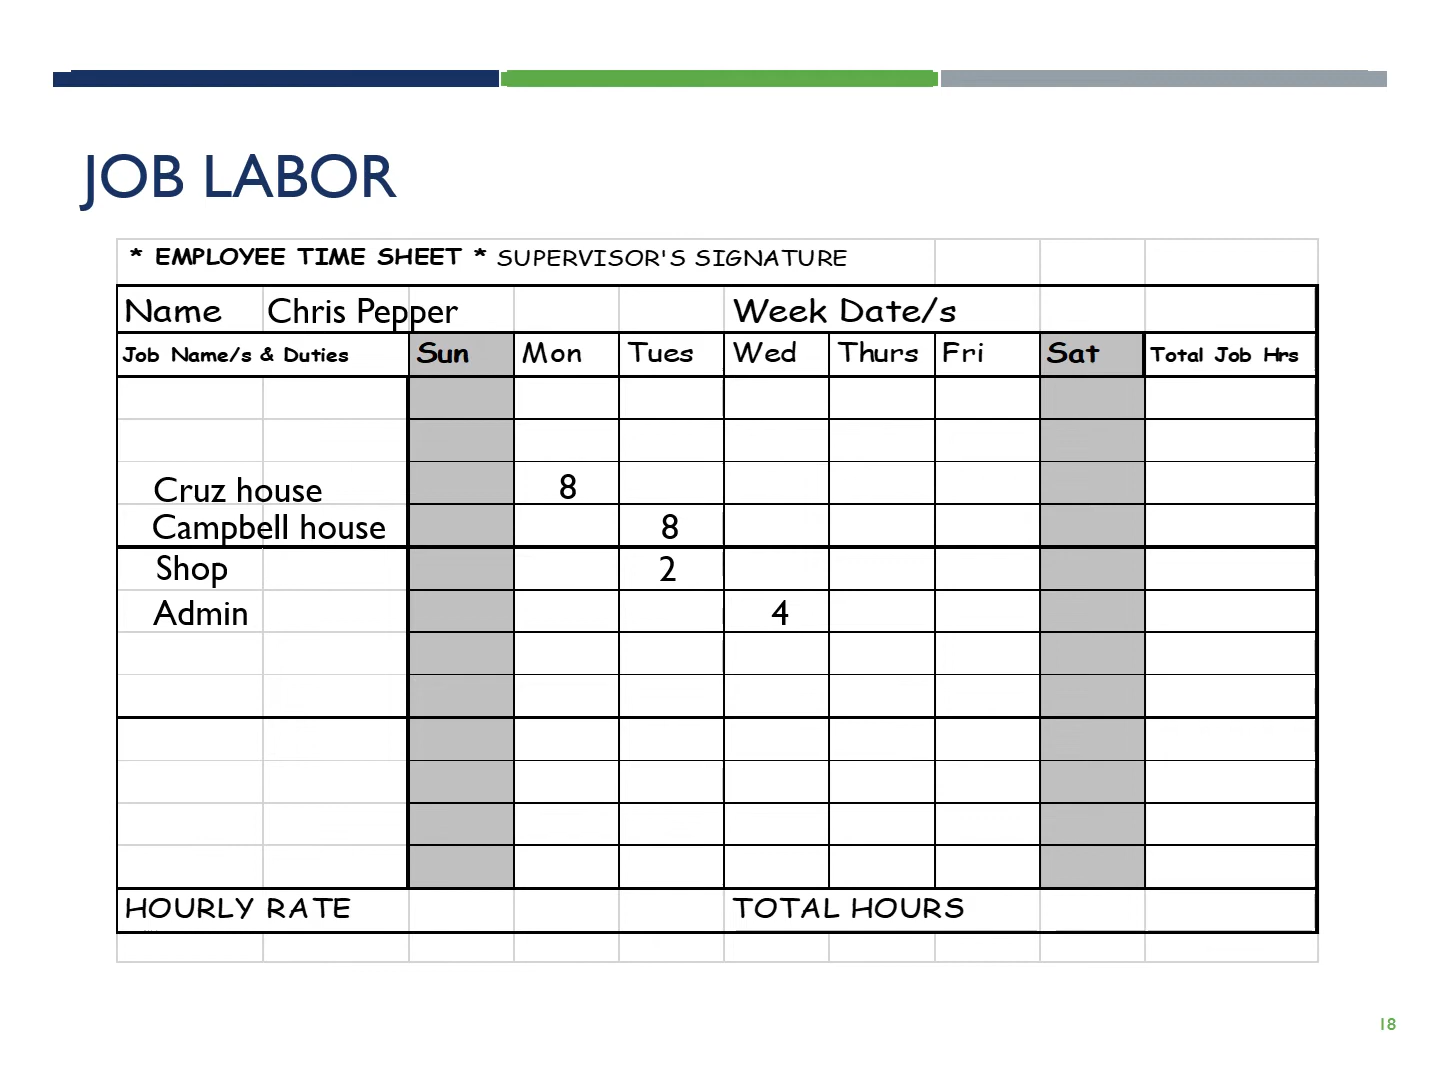 JOB LABOR
* EMPLOYEE TIME SHEET * SUPERVISOR'S SIGNATURE
Name Chris Pepper Week Date/s
Job Name/s & Duties Sun Mon Tues Wed Thurs Fri Sat Total Job Hrs
Cruz house 8
Campbell house 8
Shop 2
Admin 4
HOURLY RATE TOTAL HOURS
18